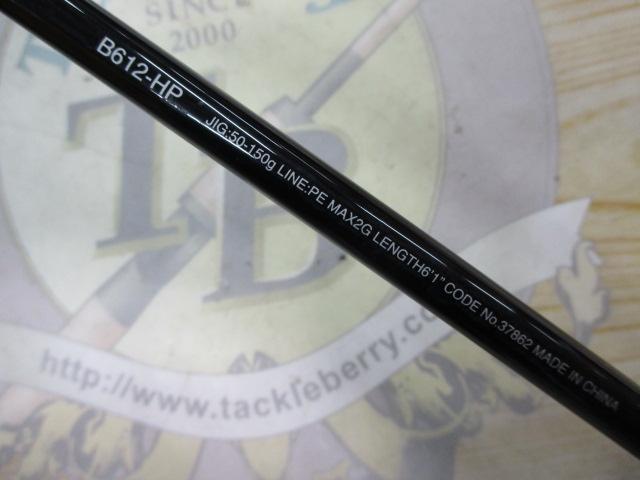 SINCE
2000
B612-HP JIG:50-150g LINE:PE MAX2G LENGTH6'1" CODE No.37862 MADE IN CHINA
TB
http://www.tackleberry.co